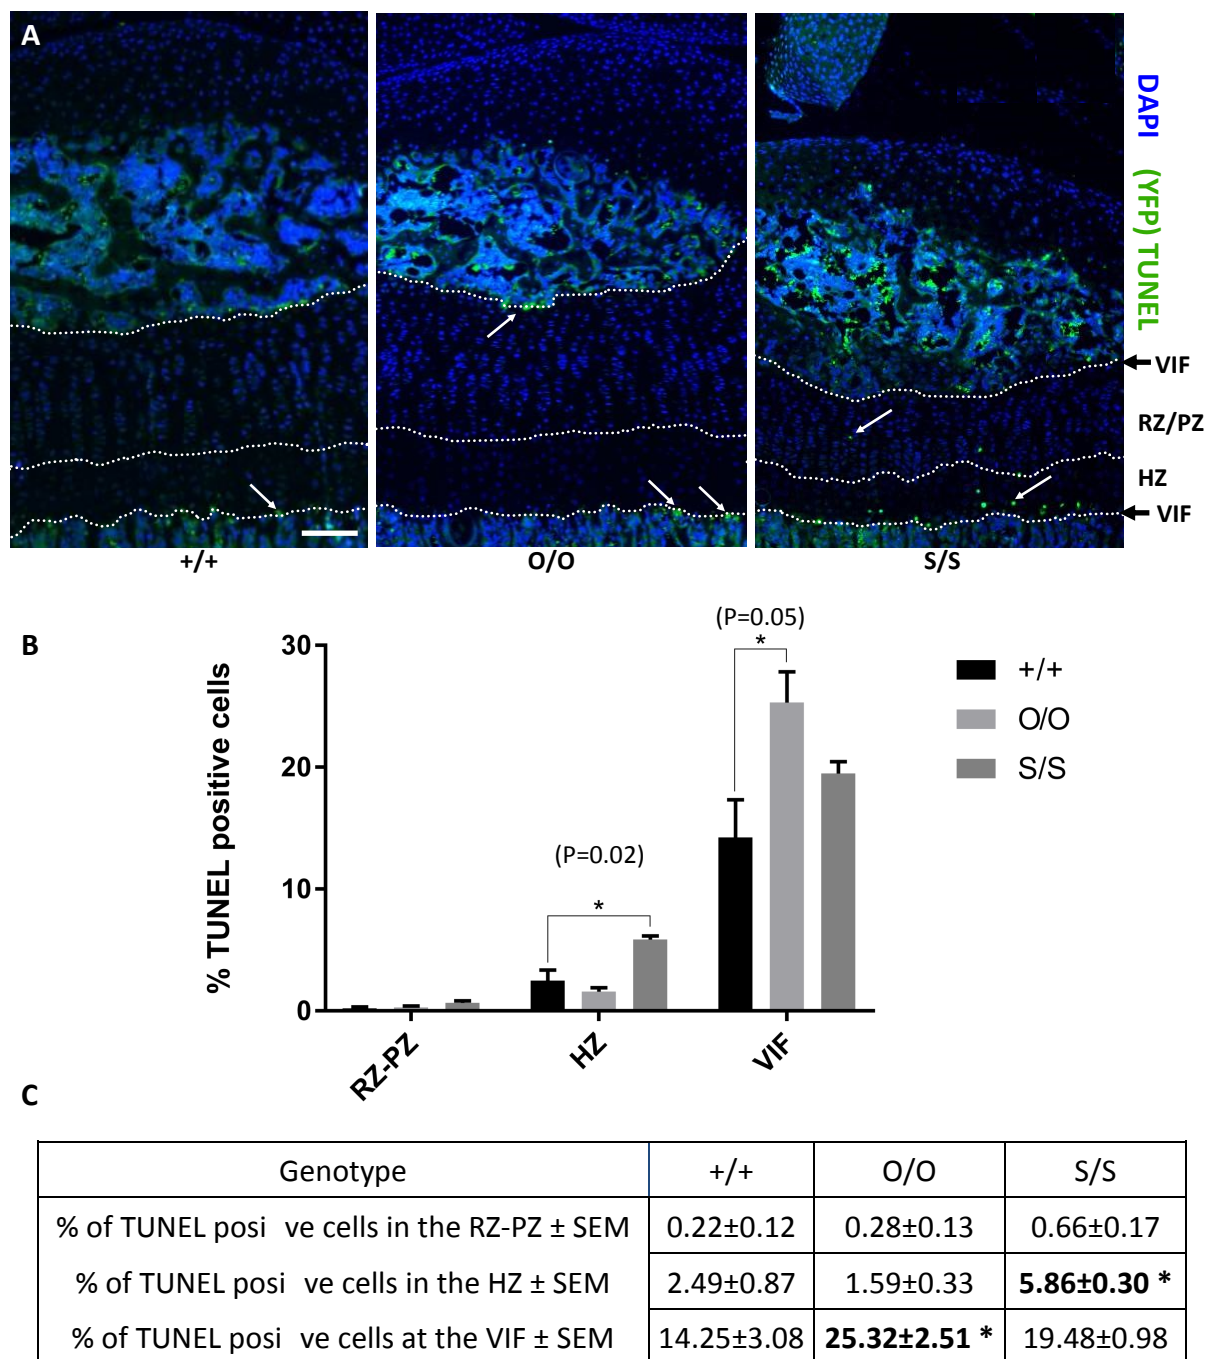 A
DAPI
(YFP) TUNEL
VIF
RZ/PZ
HZ
VIF
+/+
O/O
S/S
B
(P=0.05)
*
30
20
10
0
% TUNEL positive cells
(P=0.02)
*
+/+
O/O
S/S
RZ-PZ
HZ
VIF
C
Genotype +/+ O/O S/S
% of TUNEL posi ve cells in the RZ-PZ ± SEM 0.22±0.12 0.28±0.13 0.66±0.17
% of TUNEL posi ve cells in the HZ ± SEM 2.49±0.87 1.59±0.33 5.86±0.30 *
% of TUNEL posi ve cells at the VIF ± SEM 14.25±3.08 25.32±2.51 * 19.48±0.98